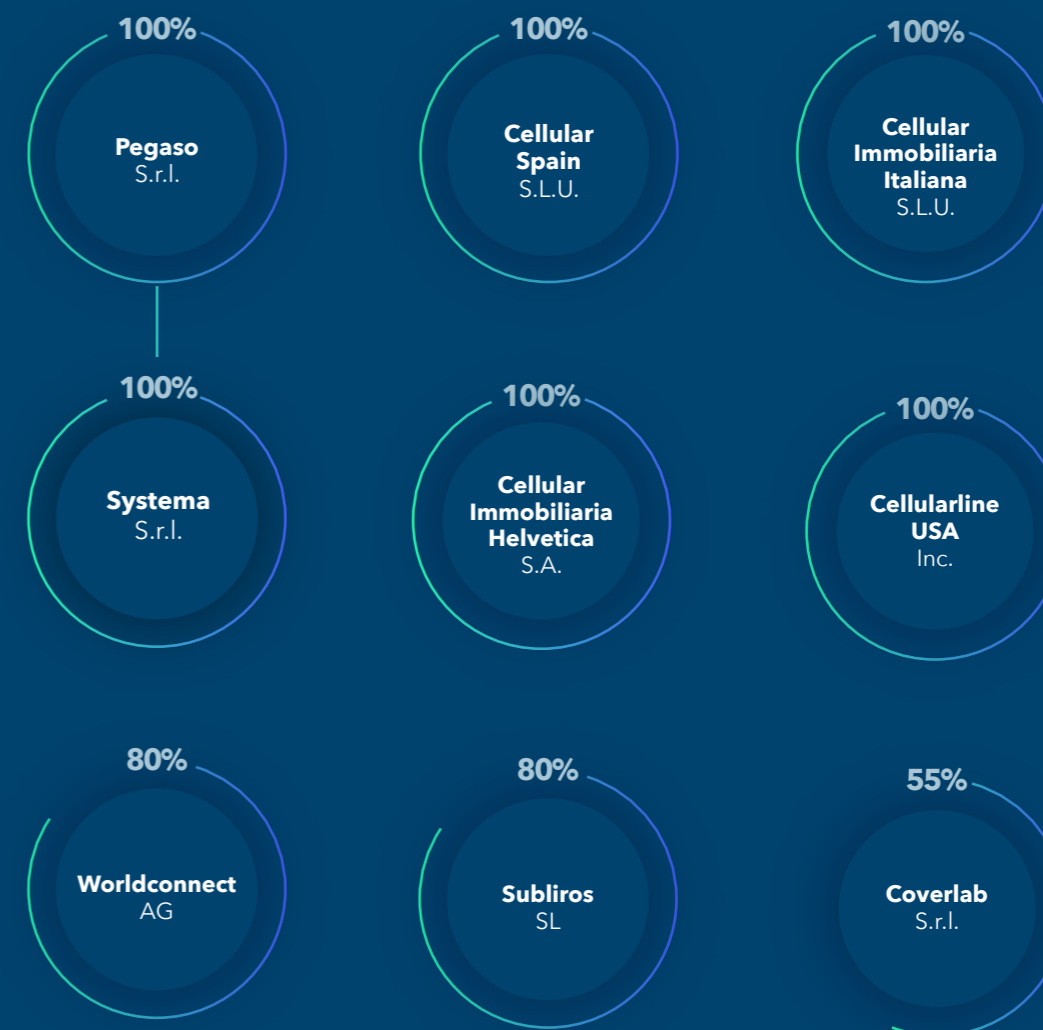 100%
Pegaso
S.r.l.
100%
Cellular
Spain
S.L.U.
100%
Cellular
Immobiliaria
Italiana
S.L.U.
100%
Systema
S.r.l.
100%
Cellular
Immobiliaria
Helvetica
S.A.
100%
Cellularline
USA
Inc.
80%
Worldconnect
AG
80%
Subliros
SL
55%
Coverlab
S.r.l.